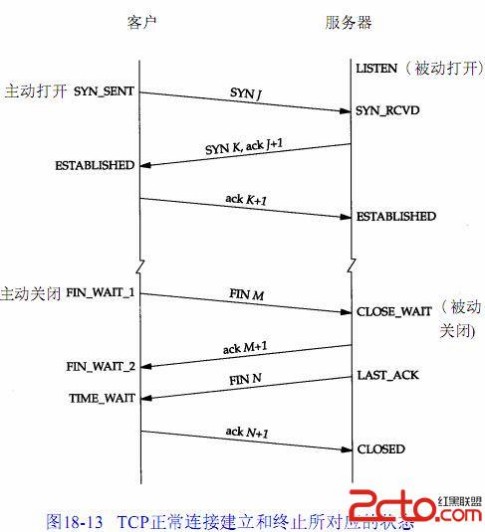 客户 服务器
LISTEN（被动打开）
主动打开 SYN_SENT
SYN J
SYN_RCVD
SYN K, ack J+1
ESTABLISHED
ack K+1
ESTABLISHED
主动关闭 FIN_WAIT_1
FIN M
CLOSE_WAIT（被动
关闭)
ack M+1
FIN_WAIT_2
FIN N
LAST_ACK
TIME_WAIT
ack N+1
CLOSED
2cto.com
红黑联盟
图18-13 TCP正常连接建立和终止所对应的状态